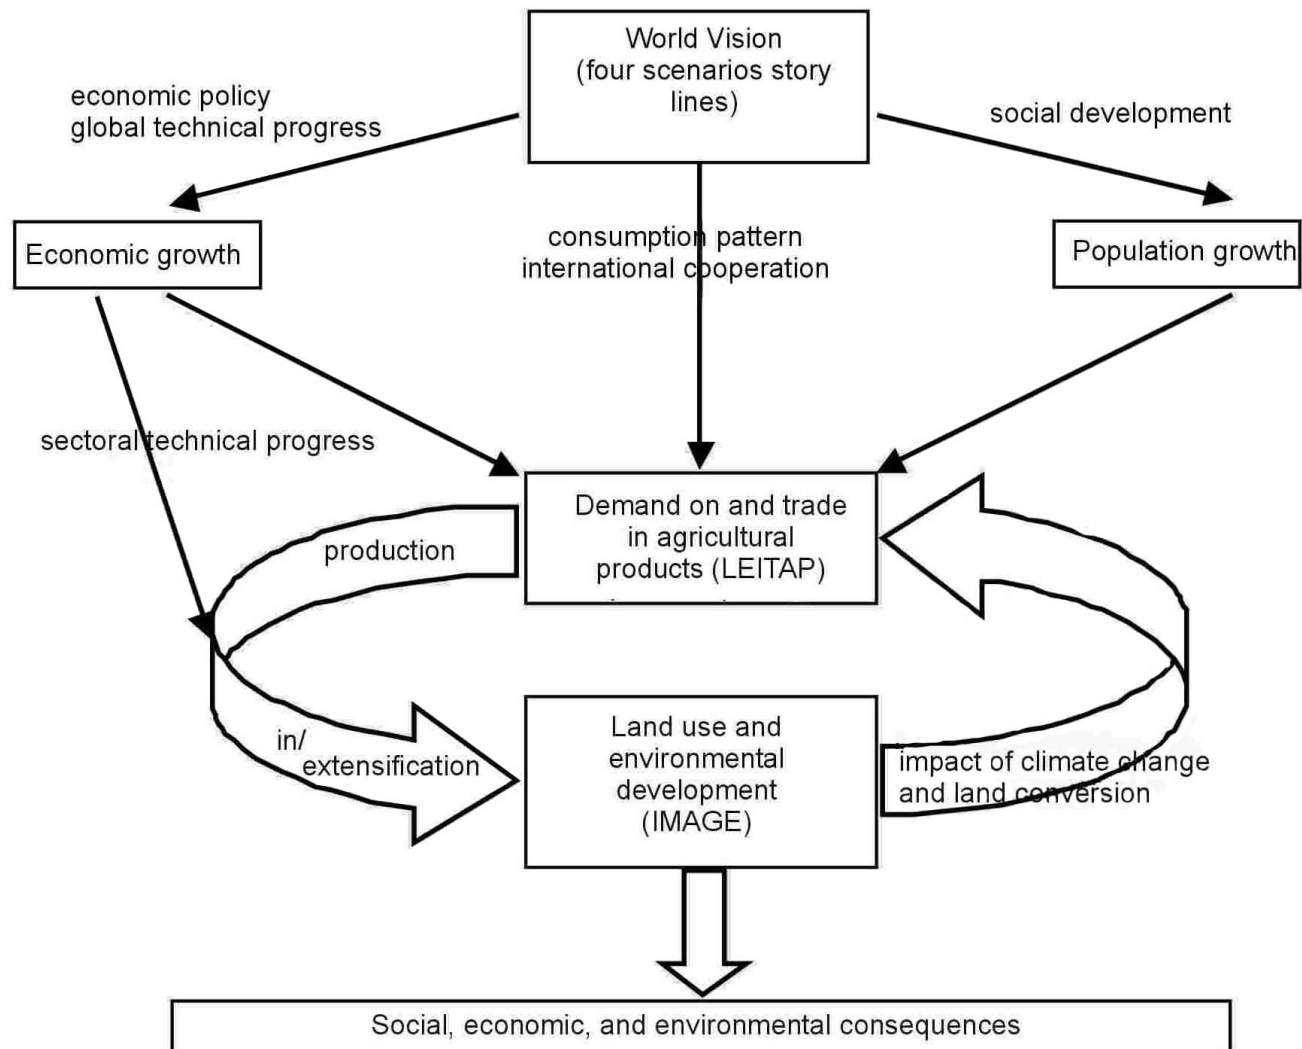 World Vision
(four scenarios story
lines)
economic policy
global technical progress
social development
Economic growth
consumption pattern
international cooperation
Population growth
sectoral technical progress
Demand on and trade
in agricultural
products (LEITAP)
production
Land use and
environmental
development
(IMAGE)
in/
extensification
impact of climate change
and land conversion
Social, economic, and environmental consequences